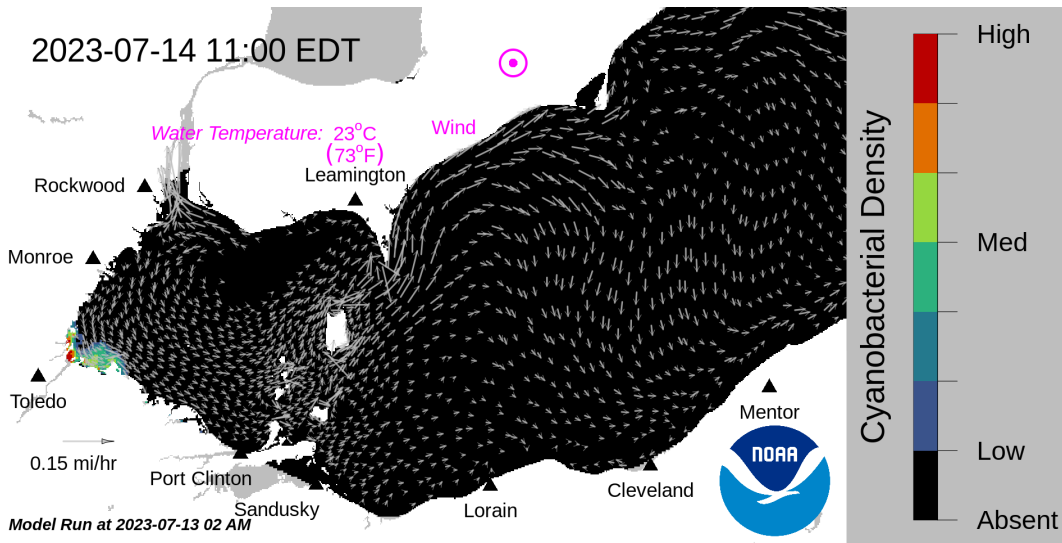 2023-07-14 11:00 EDT
Water Temperature: 23°C
(73°F)
Wind
Leamington
Rockwood
Monroe
Toledo
0.15 mi/hr
Port Clinton
Sandusky
Lorain
Cleveland
Mentor
NOAA
Model Run at 2023-07-13 02 AM
Cyanobacterial Density
High
Med
Low
Absent